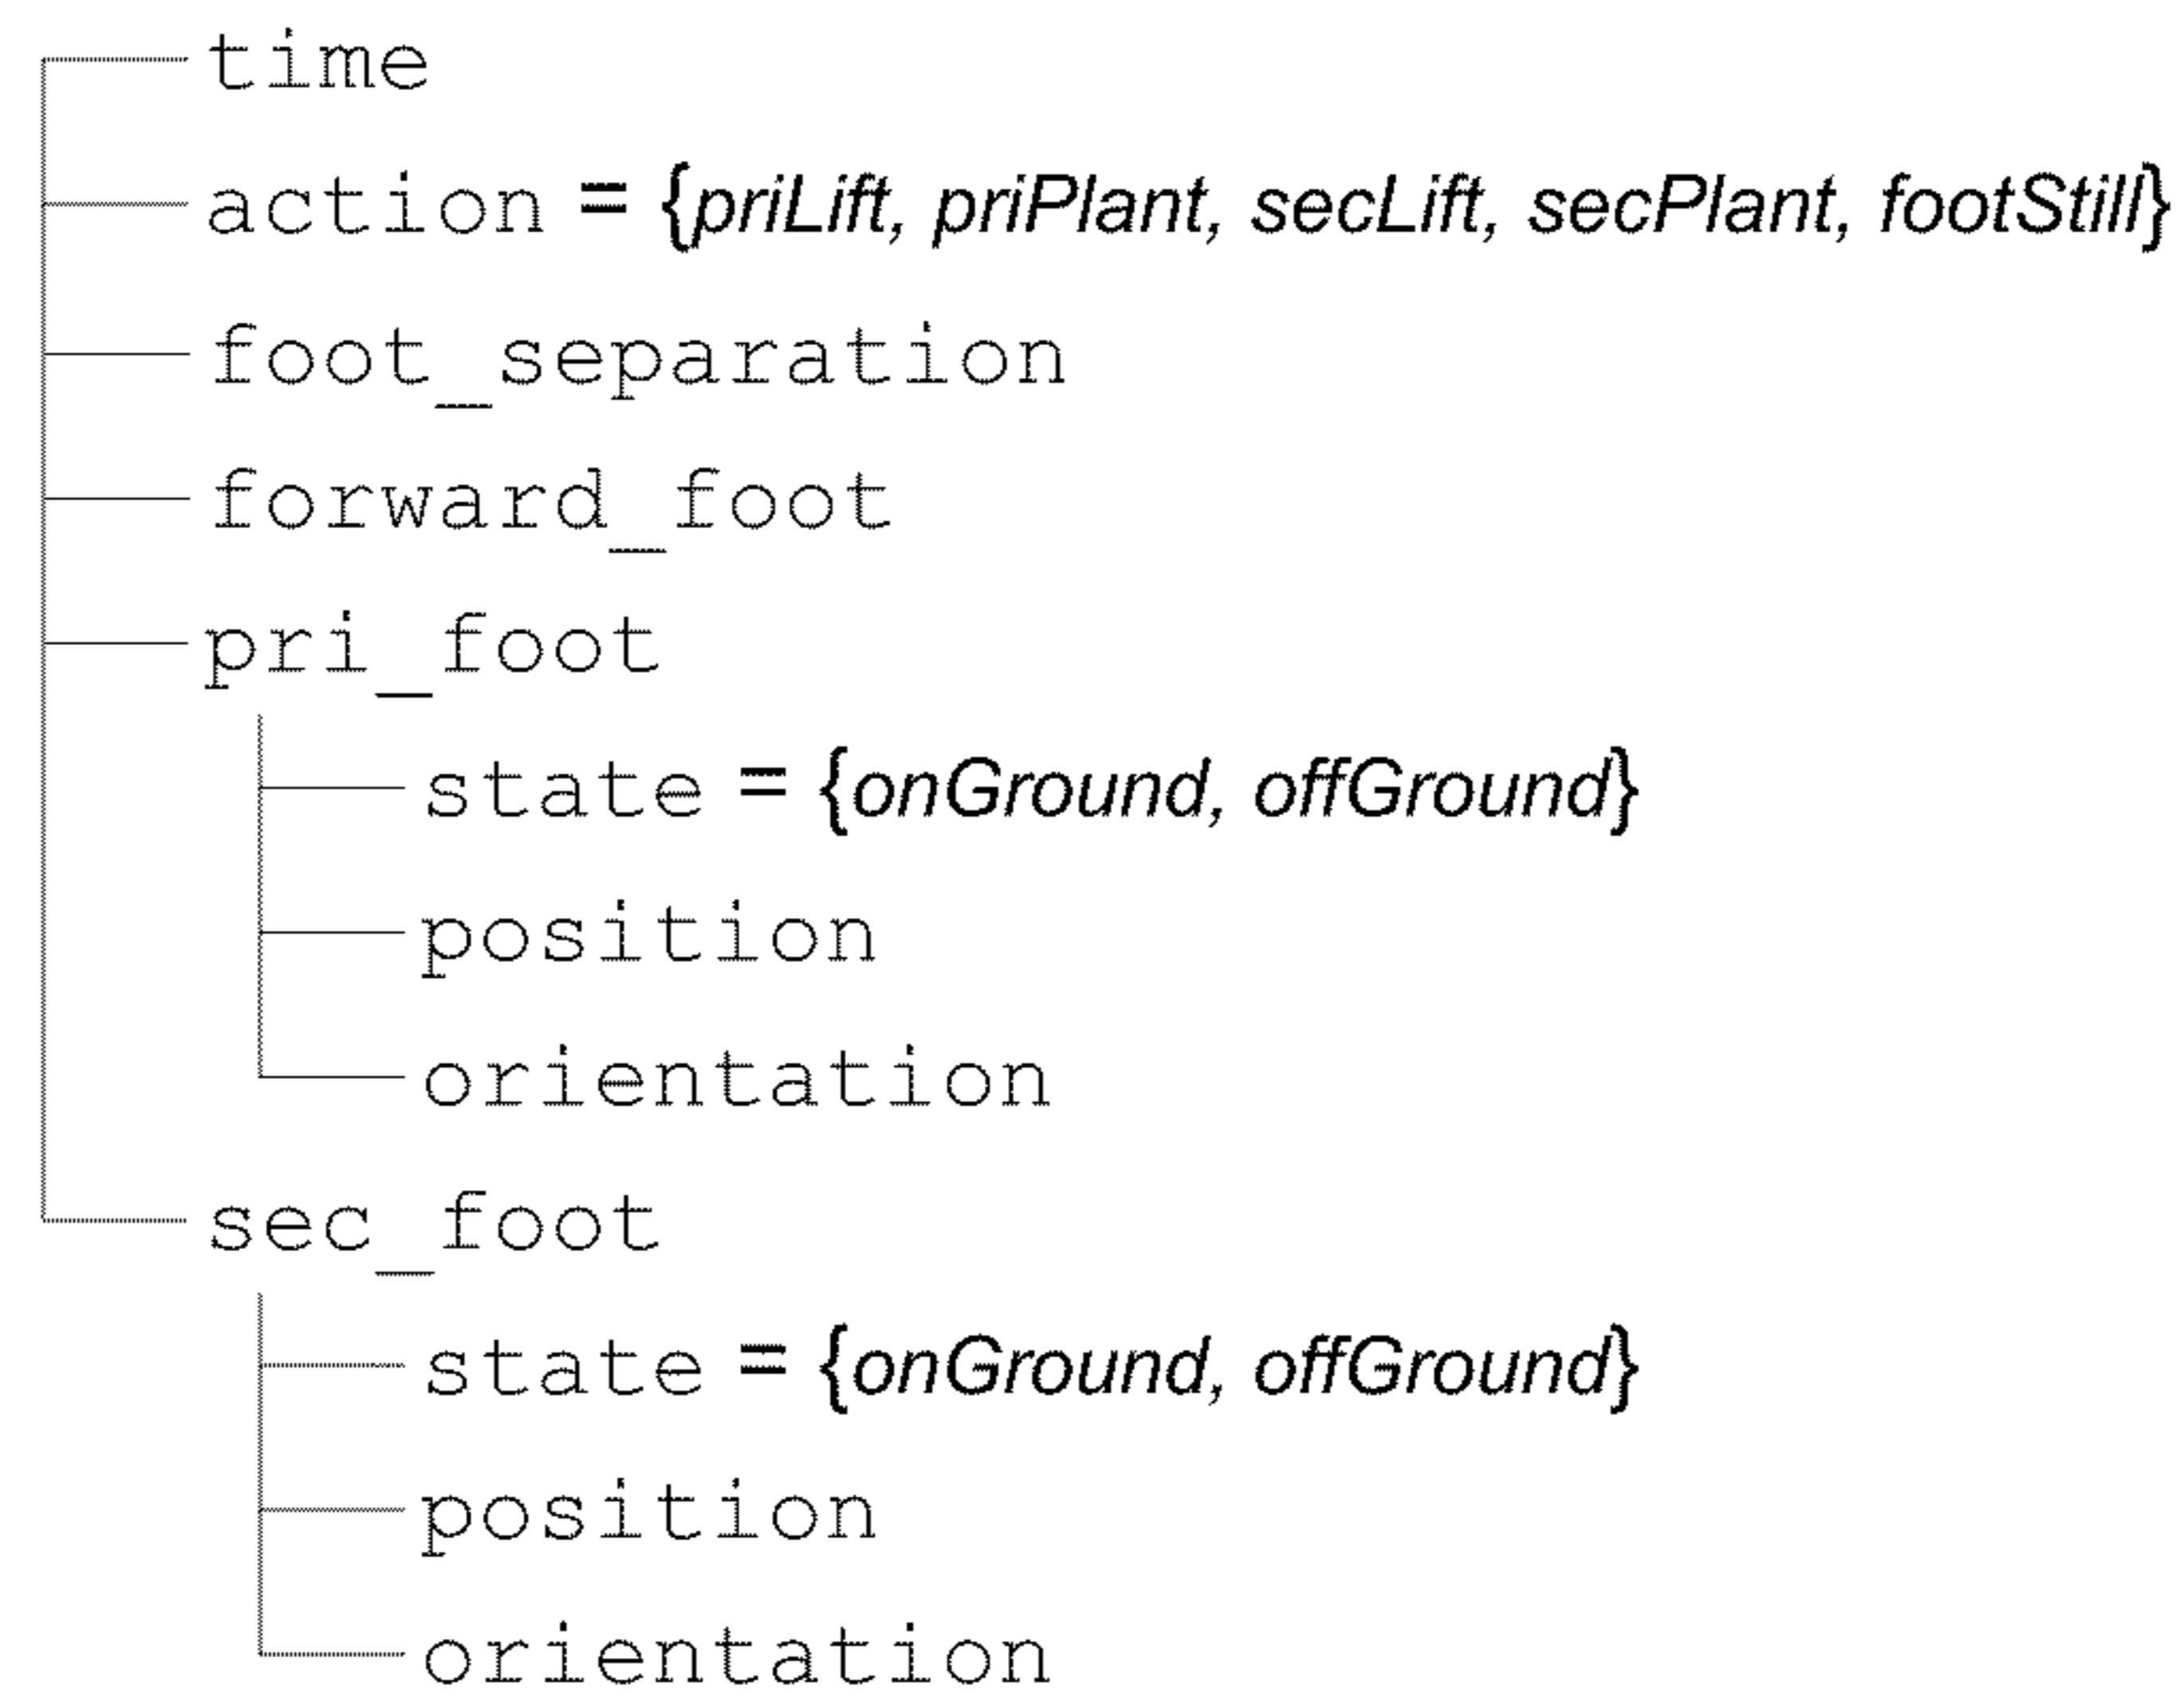 time
action = {priLift, priPlant, secLift, secPlant, footStill}
foot_separation
forward_foot
pri_foot
state = {onGround, offGround}
position
orientation
sec_foot
state = {onGround, offGround}
position
orientation